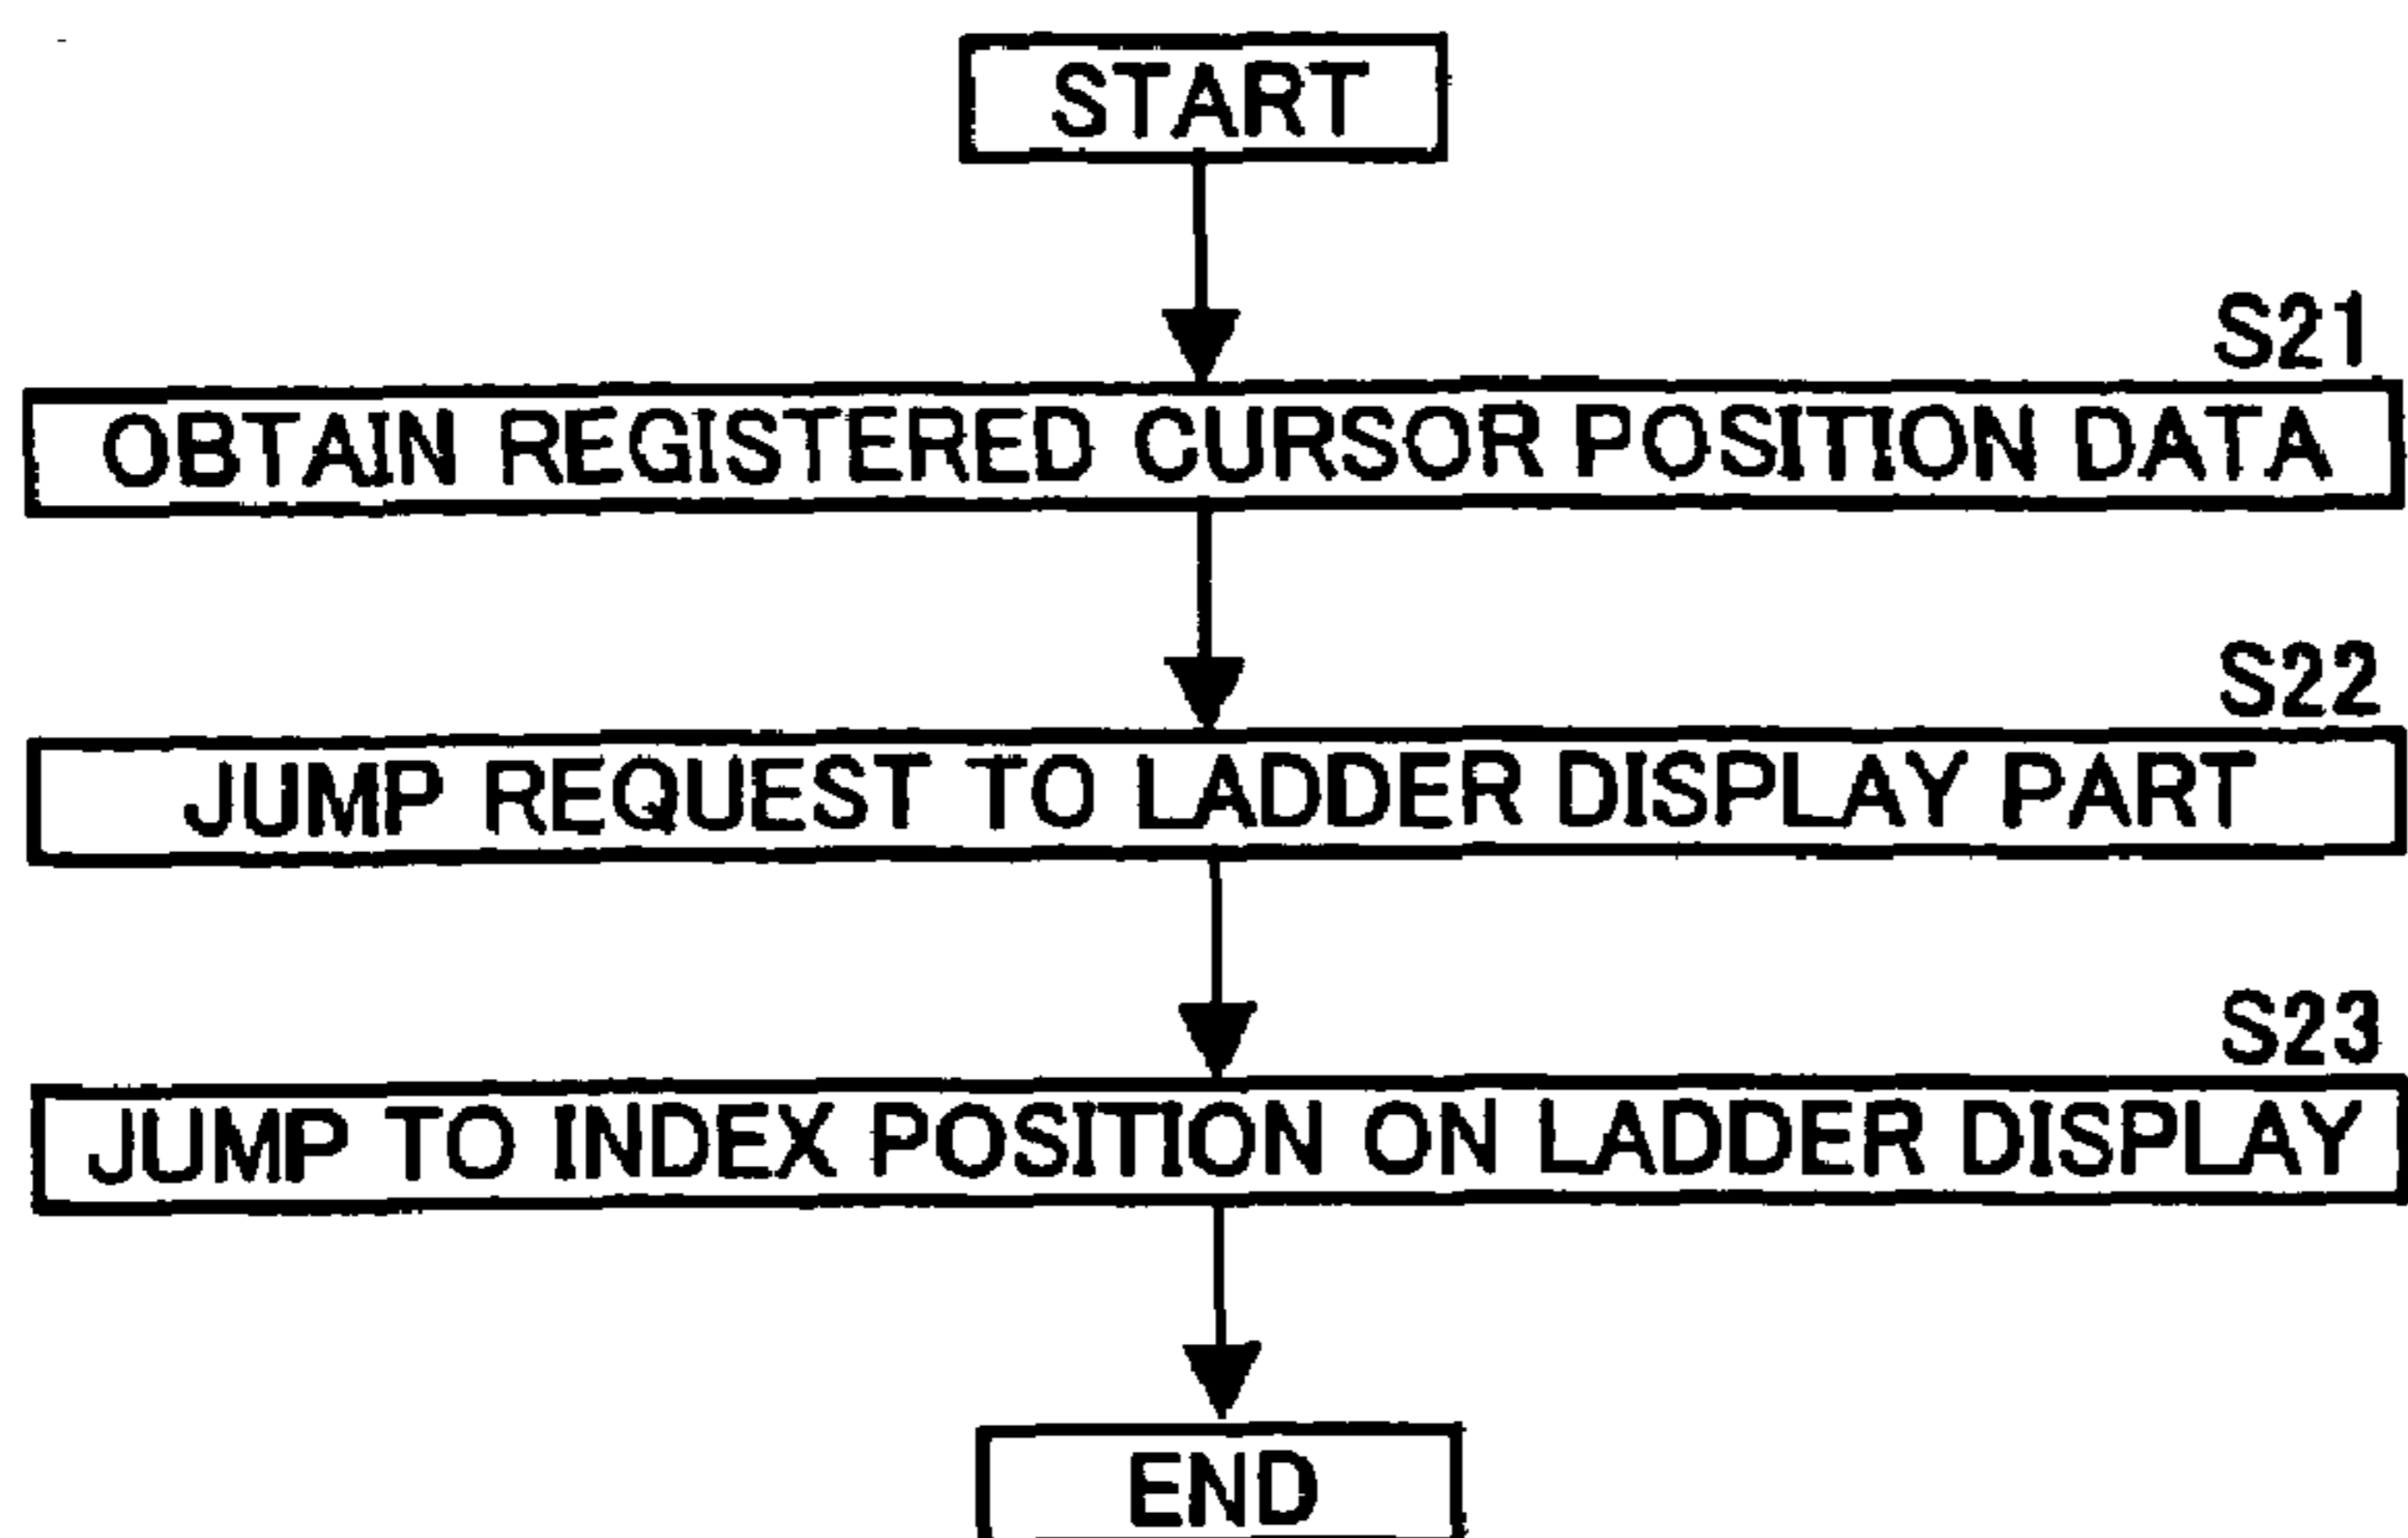 START
S21
OBTAIN REGISTERED CURSOR POSITION DATA
S22
JUMP REQUEST TO LADDER DISPLAY PART
S23
JUMP TO INDEX POSITION ON LADDER DISPLAY
END